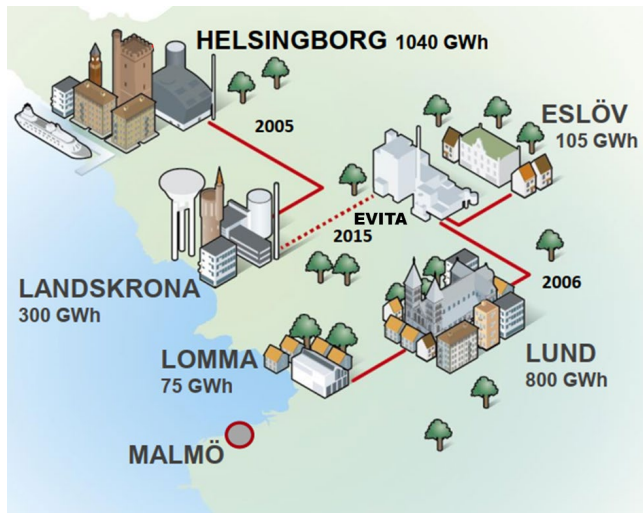 HELSINGBORG 1040 GWh
2005
ESLÖV
105 GWh
EVITA
2015
2006
LANDSKRONA
300 GWh
LOMMA
75 GWh
LUND
800 GWh
MALMÖ